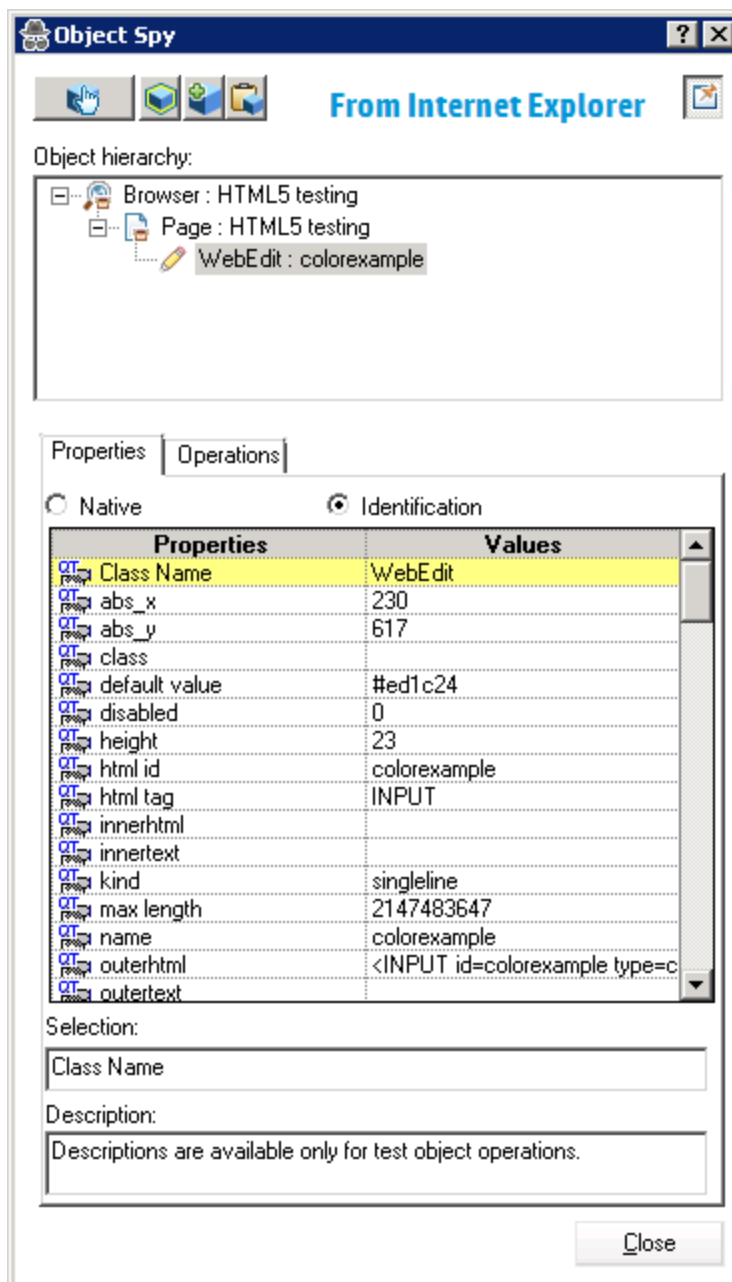 Object Spy
From Internet Explorer
Object hierarchy:
Browser : HTML5 testing
Page : HTML5 testing
WebEdit : colorexample
Properties Operations
Native Identification
Properties Values
Class Name WebEdit
abs_x 230
abs_y 617
class
default value #ed1c24
disabled 0
height 23
html id colorexample
html tag INPUT
innerhtml
innertext
kind singleline
max length 2147483647
name colorexample
outerhtml <INPUT id=colorexample type=c
outertext
Selection:
Class Name
Description:
Descriptions are available only for test object operations.
Close